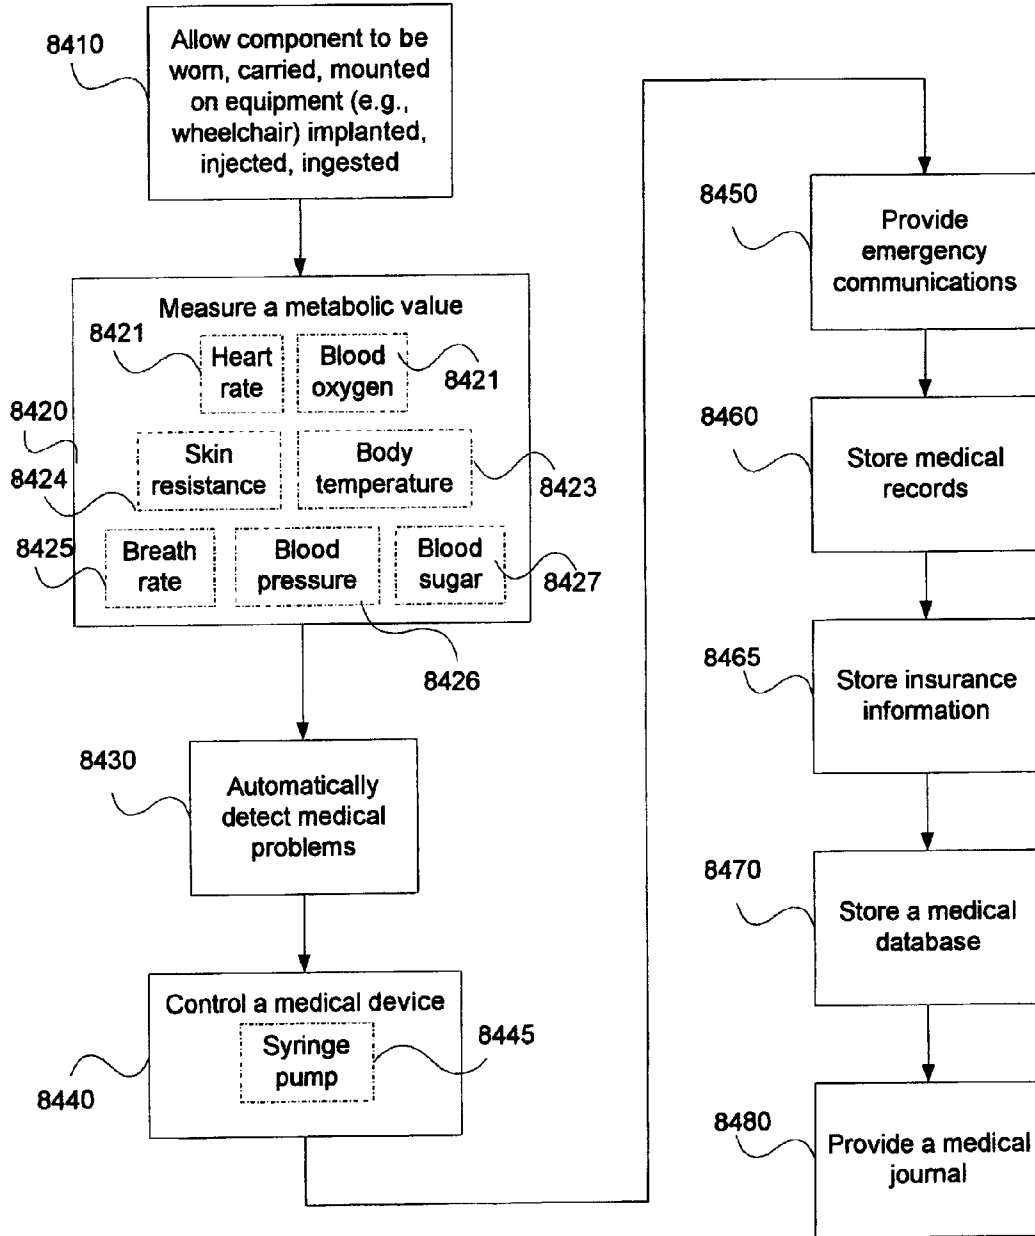 8410
Allow component to be
worn, carried, mounted
on equipment (e.g.,
wheelchair) implanted,
injected, ingested
Measure a metabolic value
8421
Heart
rate
Blood
oxygen
8421
8420
8424
Skin
resistance
Body
temperature
8423
8425
Breath
rate
Blood
pressure
Blood
sugar
8427
8426
8430
Automatically
detect medical
problems
Control a medical device
Syringe
pump
8445
8440
8450
Provide
emergency
communications
8460
Store medical
records
8465
Store insurance
information
8470
Store a medical
database
8480
Provide a medical
journal